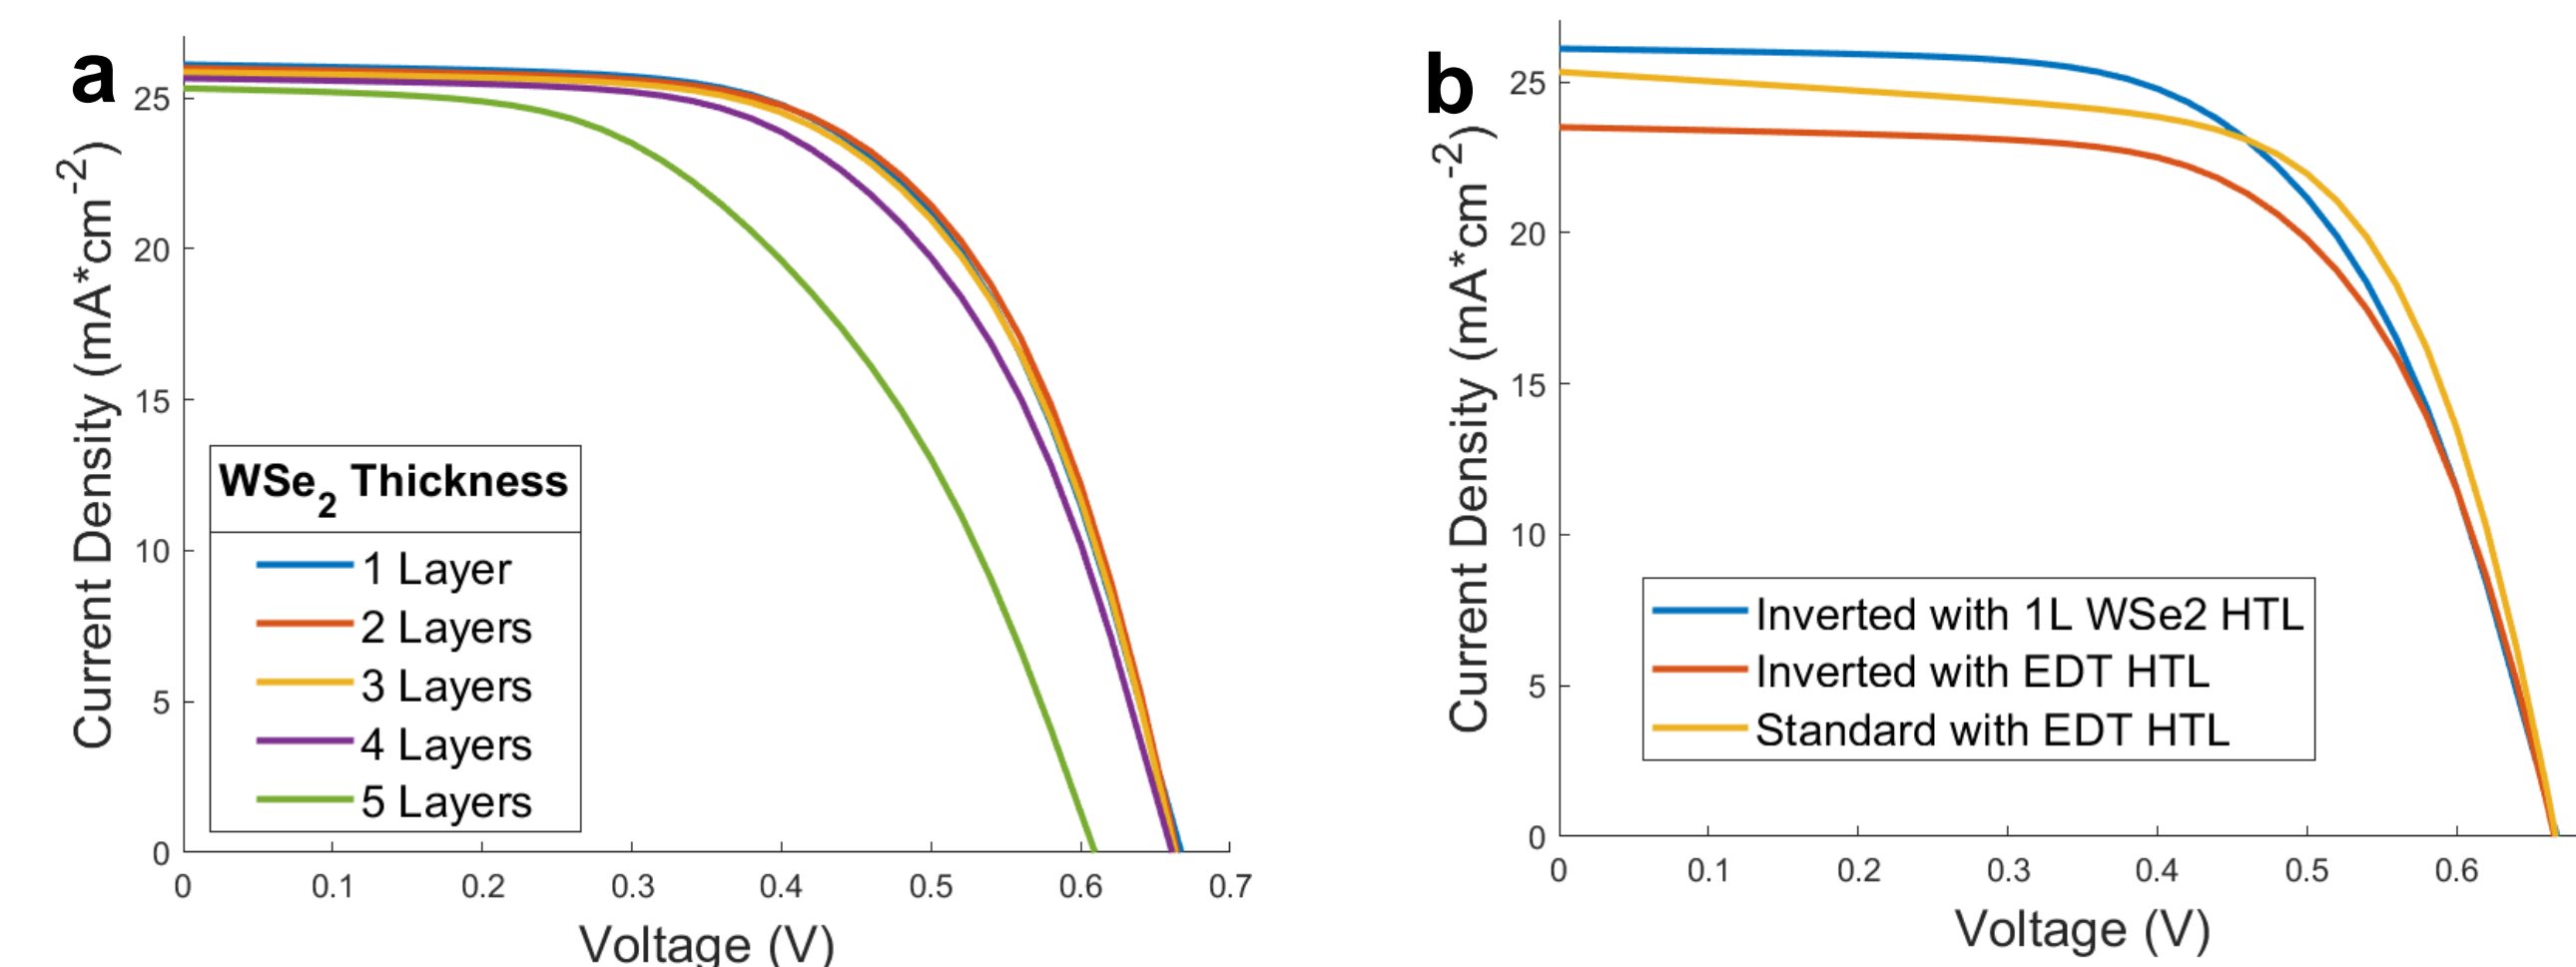 a
Current Density (mA*cm-2)
25
20
15
10
5
0
WSe2 Thickness
1 Layer
2 Layers
3 Layers
4 Layers
5 Layers
0 0.1 0.2 0.3 0.4 0.5 0.6 0.7
Voltage (V)
b
Current Density (mA*cm-2)
25
20
15
10
5
0
Inverted with 1L WSe2 HTL
Inverted with EDT HTL
Standard with EDT HTL
0 0.1 0.2 0.3 0.4 0.5 0.6
Voltage (V)